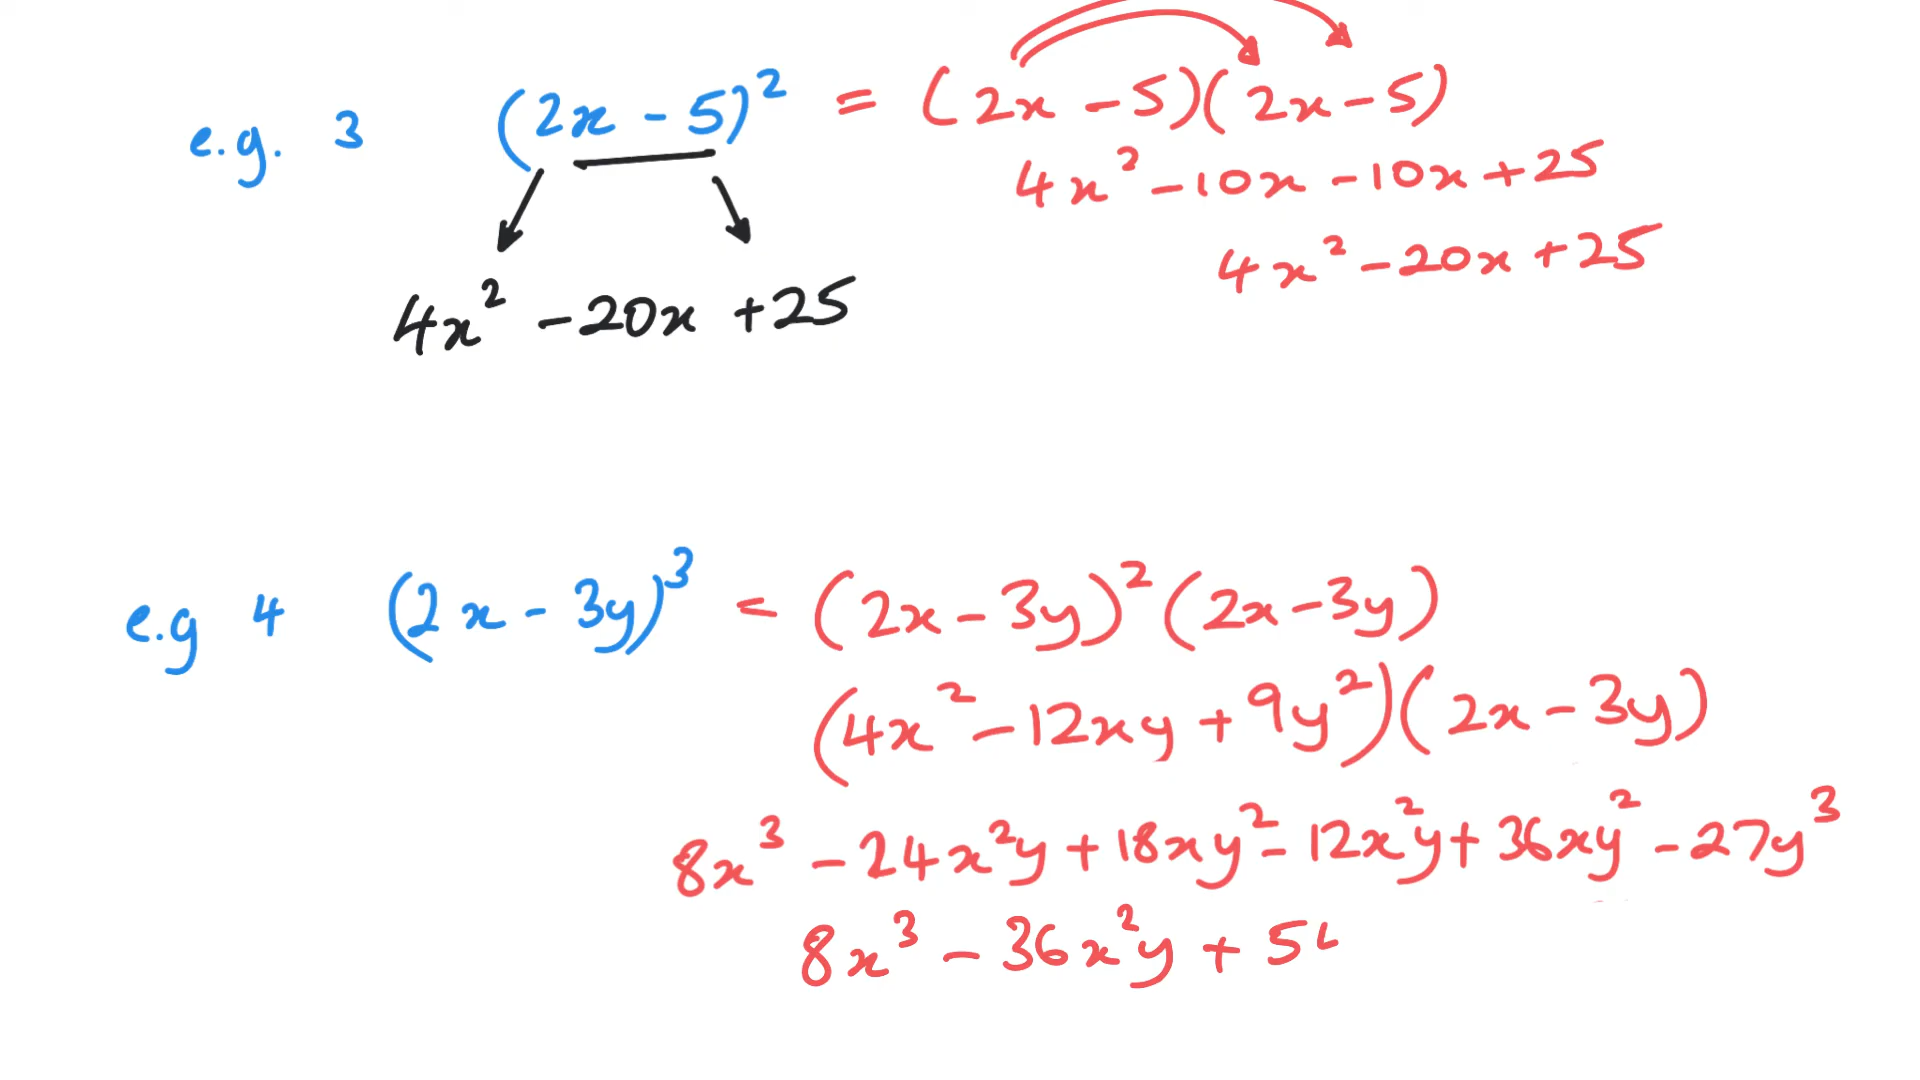 e.g. 3 (2x - 5)² = (2x - 5)(2x - 5)
4x² - 10x - 10x + 25
4x² - 20x + 25
4x² - 20x + 25
e.g 4 (2x - 3y)³ = (2x - 3y)²(2x - 3y)
(4x² - 12xy + 9y²)(2x - 3y)
8x³ - 24x²y + 18xy² - 12x²y + 36xy² - 27y³
8x³ - 36x²y + 5